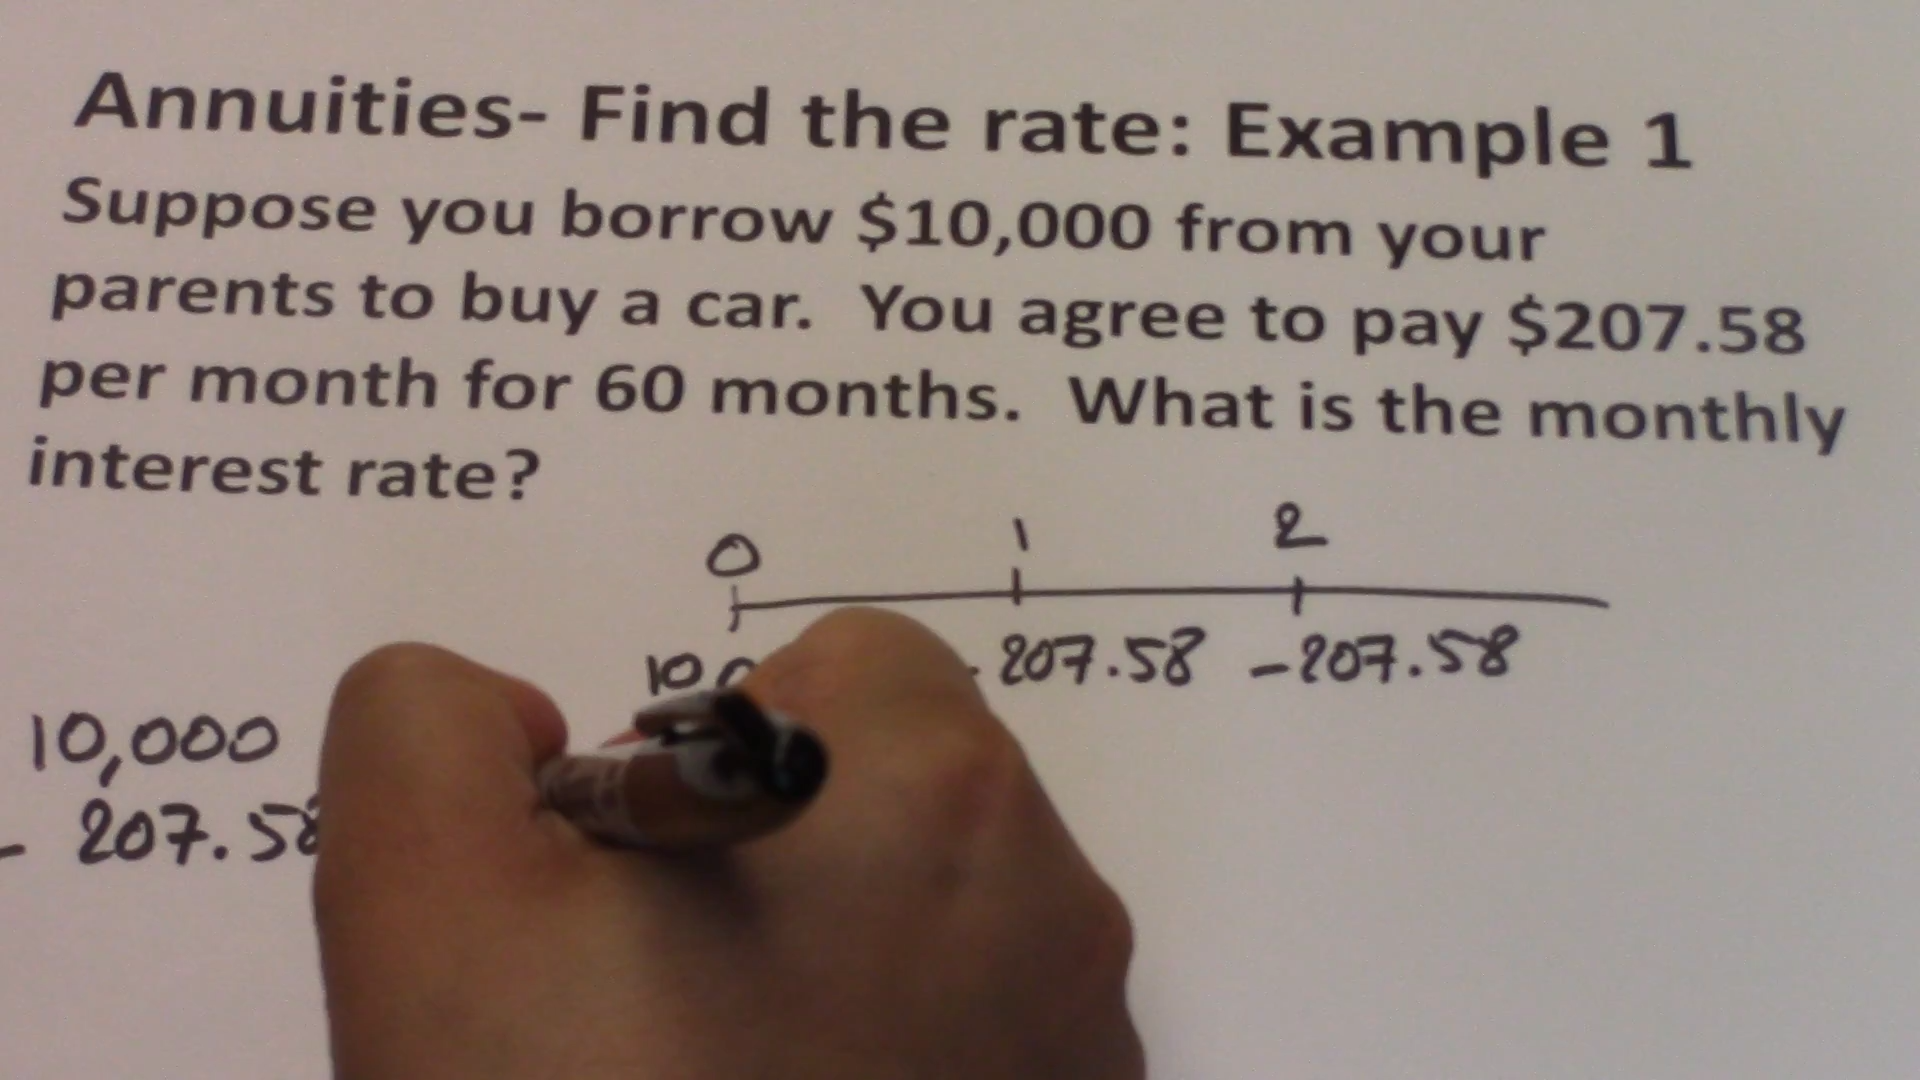 Annuities- Find the rate: Example 1
Suppose you borrow $10,000 from your
parents to buy a car. You agree to pay $207.58
per month for 60 months. What is the monthly
interest rate?
0 1 2
- 207.58 -207.58
10,000
- 207.58